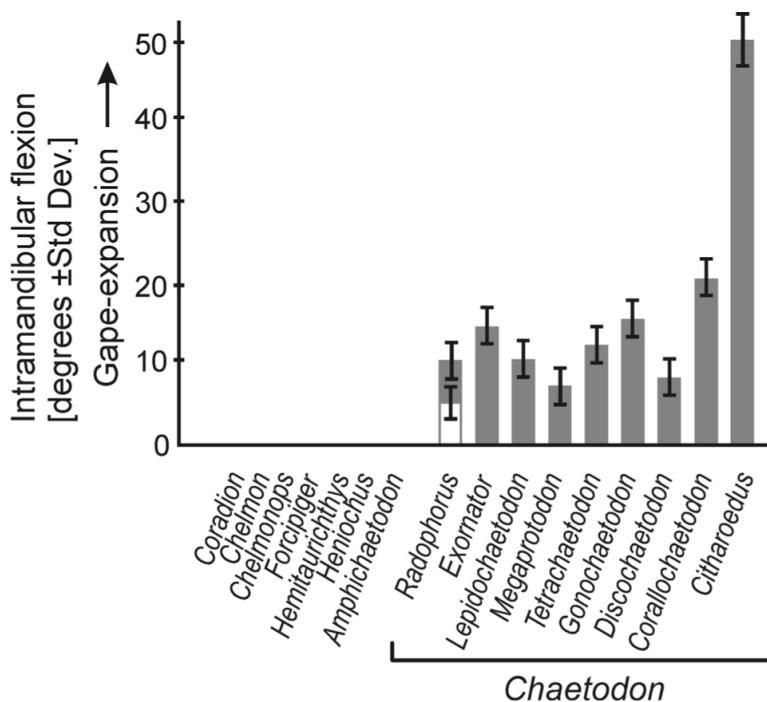 Intramandibular flexion
[degrees ±Std Dev.]
Gape-expansion
50
40
30
20
10
0
Coradion
Chelmon
Chelmonops
Forcipiger
Hemitaurichthys
Heniochus
Amphichaetodon
Radophorus
Exornator
Lepidochaetodon
Megaprotodon
Tetrachaetodon
Gonochaetodon
Discochaetodon
Corallochaetodon
Citharoedus
Chaetodon